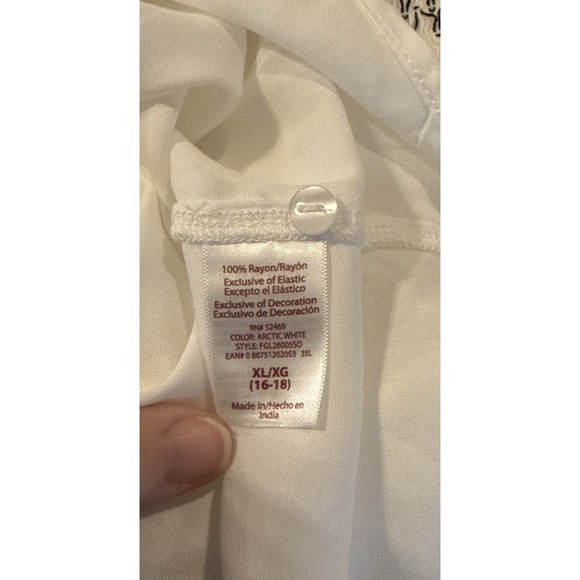 100% Rayon/Rayón
Exclusive of Elastic
Excepto el Elástico
Exclusive of Decoration
Exclusivo de Decoración
RN# 52469
COLOR: ARCTIC WHITE
STYLE: FGL26005SO
EAN# 0 88751202053 35L
XL/XG
(16-18)
Made in/Hecho en
India